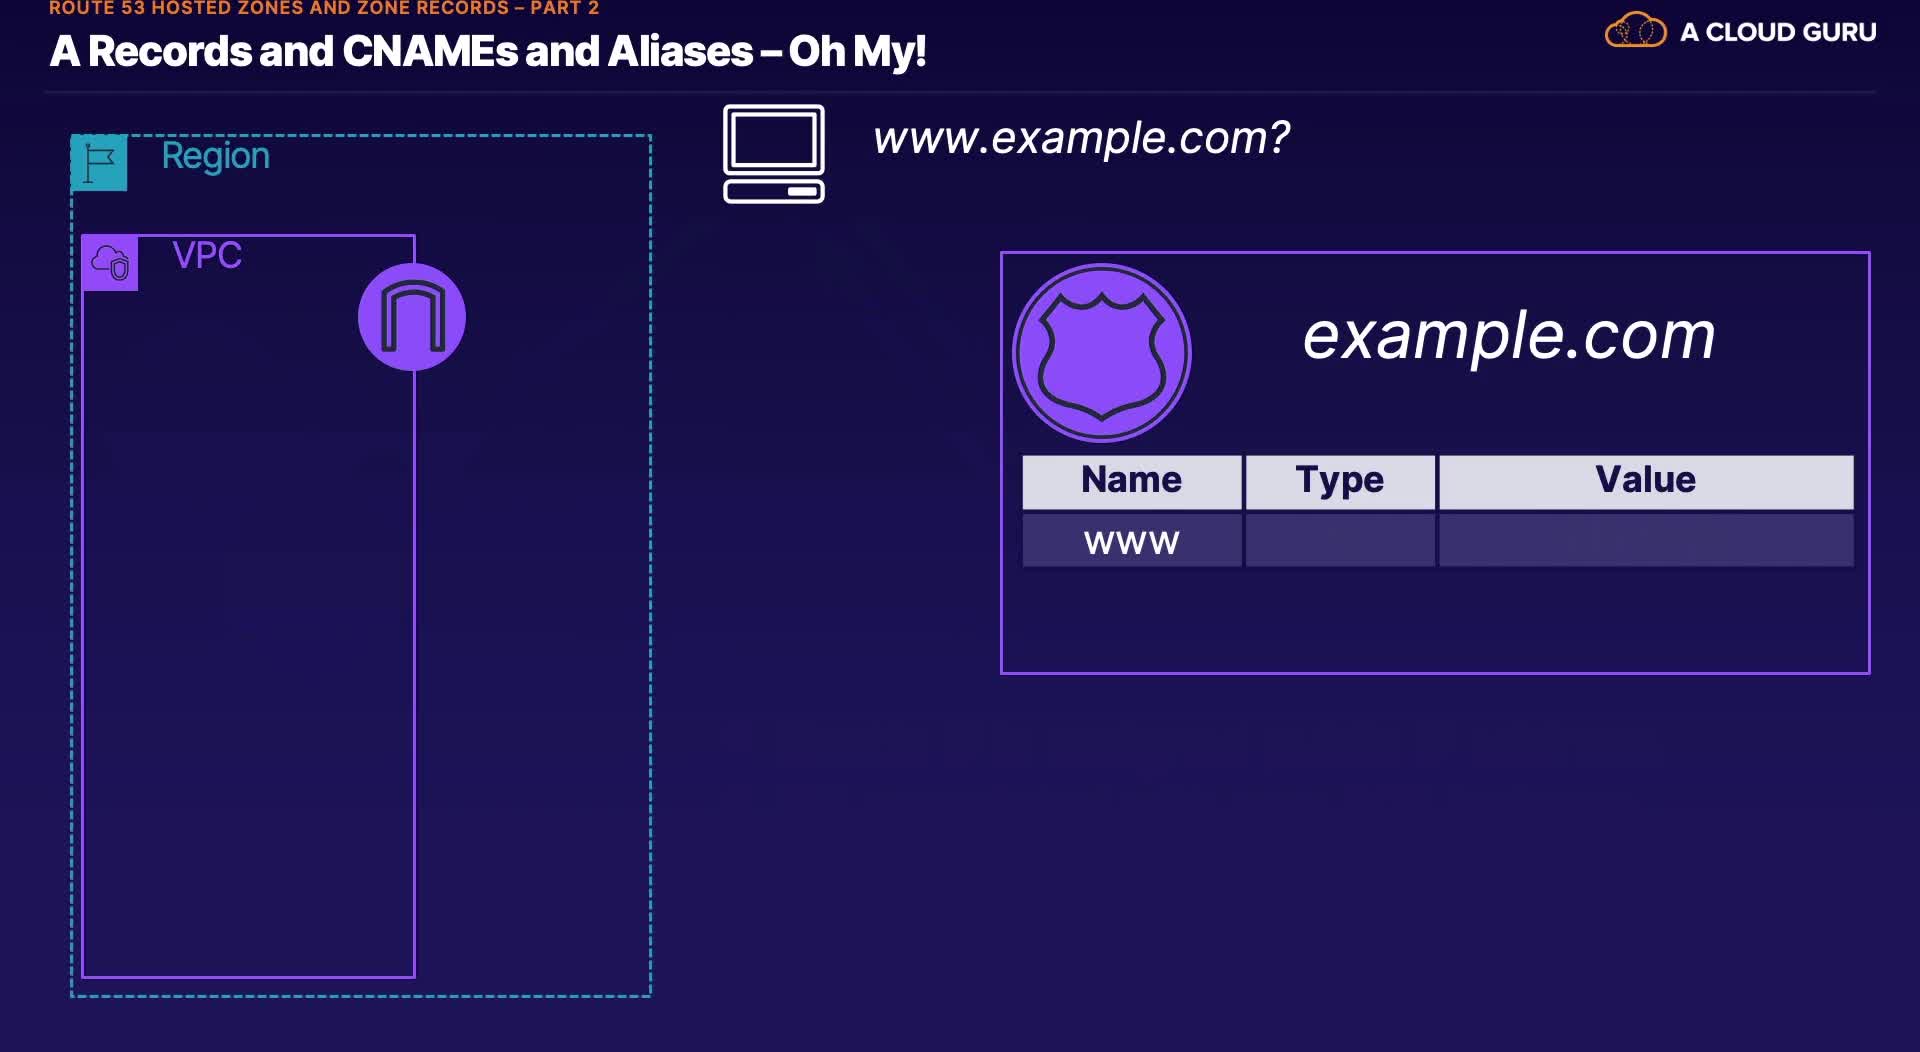 ROUTE 53 HOSTED ZONES AND ZONE RECORDS – PART 2
A Records and CNAMEs and Aliases – Oh My!
A CLOUD GURU
Region
www.example.com?
VPC
example.com
Name Type Value
www